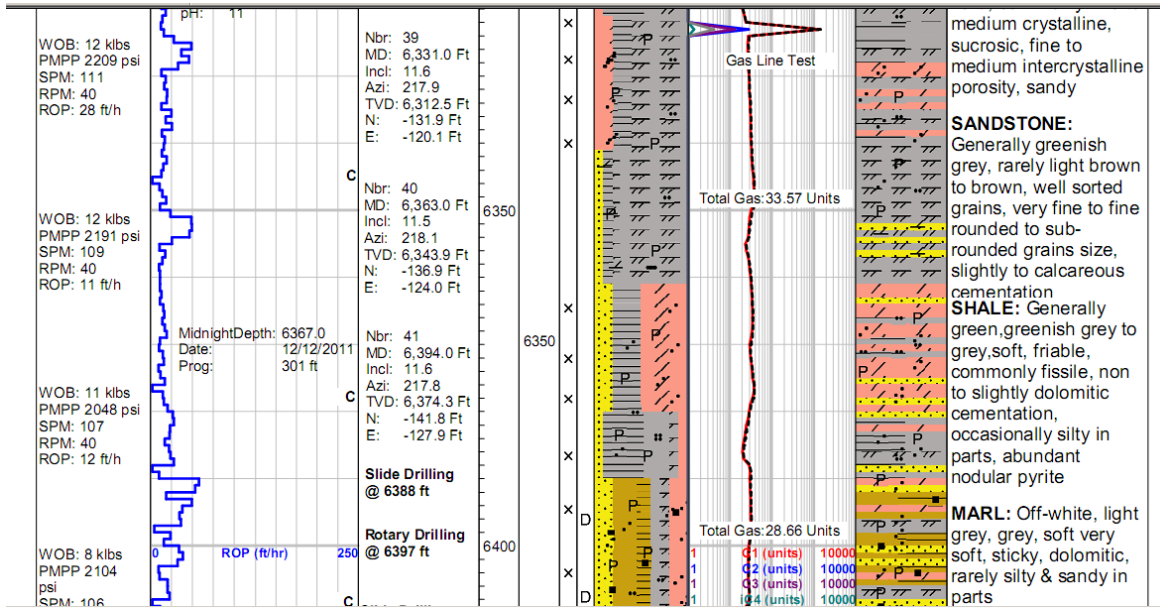 pH: 11
WOB: 12 klbs
PMPP 2209 psi
SPM: 111
RPM: 40
ROP: 28 ft/h
C
WOB: 12 klbs
PMPP 2191 psi
SPM: 109
RPM: 40
ROP: 11 ft/h
MidnightDepth: 6367.0
Date: 12/12/2011
Prog: 301 ft
WOB: 11 klbs
PMPP 2048 psi
SPM: 107
RPM: 40
ROP: 12 ft/h
C
0 ROP (ft/hr) 250
WOB: 8 klbs
PMPP 2104
psi
SPM: 106
C
Nbr: 39
MD: 6,331.0 Ft
Incl: 11.6
Azi: 217.9
TVD: 6,312.5 Ft
N: -131.9 Ft
E: -120.1 Ft
Nbr: 40
MD: 6,363.0 Ft
Incl: 11.5
Azi: 218.1
TVD: 6,343.9 Ft
N: -136.9 Ft
E: -124.0 Ft
Nbr: 41
MD: 6,394.0 Ft
Incl: 11.6
Azi: 217.8
TVD: 6,374.3 Ft
N: -141.8 Ft
E: -127.9 Ft
Slide Drilling
@ 6388 ft
Rotary Drilling
@ 6397 ft
6350
6400
6350
D
D
P
P
P
P
P
P
P
P
P
P
P
Gas Line Test
Total Gas:33.57 Units
Total Gas:28.66 Units
1 C1 (units) 10000
1 C2 (units) 10000
1 C3 (units) 10000
1 iC4 (units) 10000
P
P
P
P
P
P
P
P
P
P
medium crystalline,
sucrosic, fine to
medium intercrystalline
porosity, sandy
SANDSTONE:
Generally greenish
grey, rarely light brown
to brown, well sorted
grains, very fine to fine
rounded to sub-
rounded grains size,
slightly to calcareous
cementation
SHALE: Generally
green,greenish grey to
grey,soft, friable,
commonly fissile, non
to slightly dolomitic
cementation,
occasionally silty in
parts, abundant
nodular pyrite
MARL: Off-white, light
grey, grey, soft very
soft, sticky, dolomitic,
rarely silty & sandy in
parts